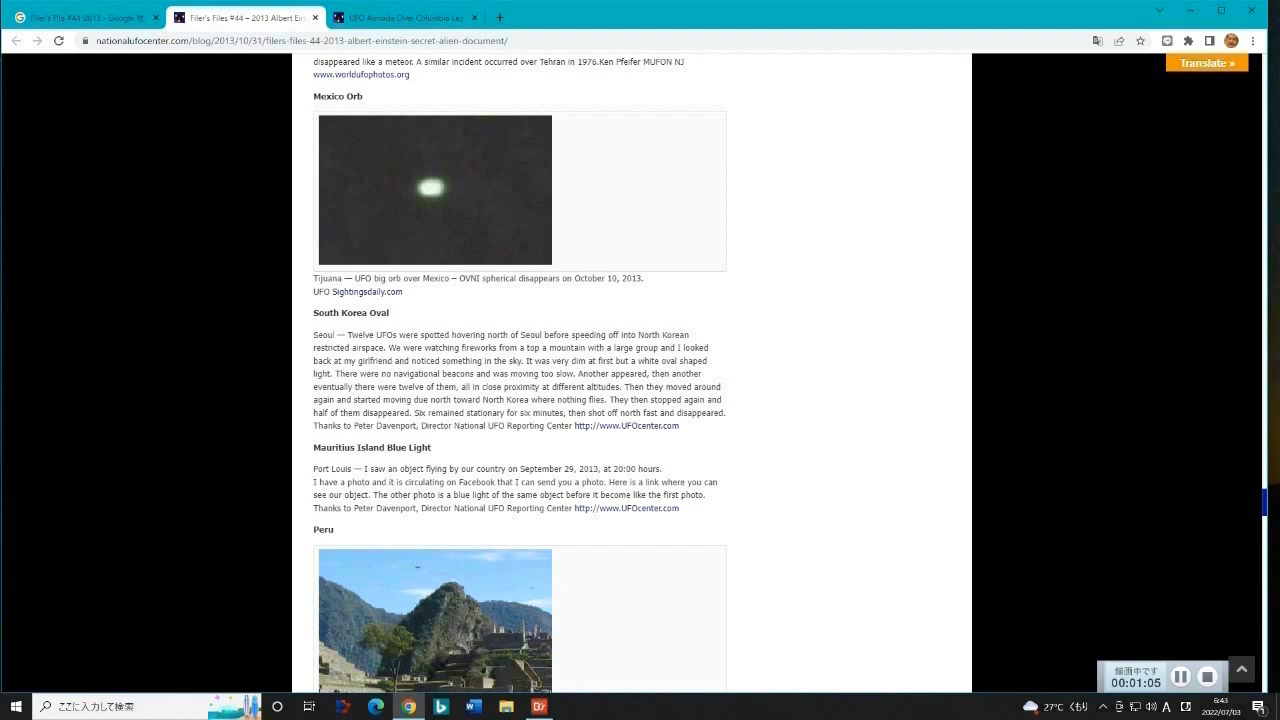 Filer's Files #44-2013 - Google 検
Filer's Files #44 – 2013 Albert Ein
UFO Armada Over Columbia Lec
nationalufocenter.com/blog/2013/10/31/filers-files-44-2013-albert-einstein-secret-alien-document/
Translate »
disappeared like a meteor. A similar incident occurred over Tehran in 1976.Ken Pfeifer MUFON NJ
www.worldufophotos.org
Mexico Orb
Tijuana — UFO big orb over Mexico – OVNI spherical disappears on October 10, 2013.
UFO Sightingsdaily.com
South Korea Oval
Seoul — Twelve UFOs were spotted hovering north of Seoul before speeding off into North Korean
restricted airspace. We were watching fireworks from a top a mountain with a large group and I looked
back at my girlfriend and noticed something in the sky. It was very dim at first but a white oval shaped
light. There were no navigational beacons and was moving too slow. Another appeared, then another
eventually there were twelve of them, all in close proximity at different altitudes. Then they moved around
again and started moving due north toward North Korea where nothing flies. They then stopped again and
half of them disappeared. Six remained stationary for six minutes, then shot off north fast and disappeared.
Thanks to Peter Davenport, Director National UFO Reporting Center http://www.UFOcenter.com
Mauritius Island Blue Light
Port Louis — I saw an object flying by our country on September 29, 2013, at 20:00 hours.
I have a photo and it is circulating on Facebook that I can send you a photo. Here is a link where you can
see our object. The other photo is a blue light of the same object before it become like the first photo.
Thanks to Peter Davenport, Director National UFO Reporting Center http://www.UFOcenter.com
Peru
録画中です
00:01:05
ここに入力して検索
27°C くもり
6:43
2022/07/03